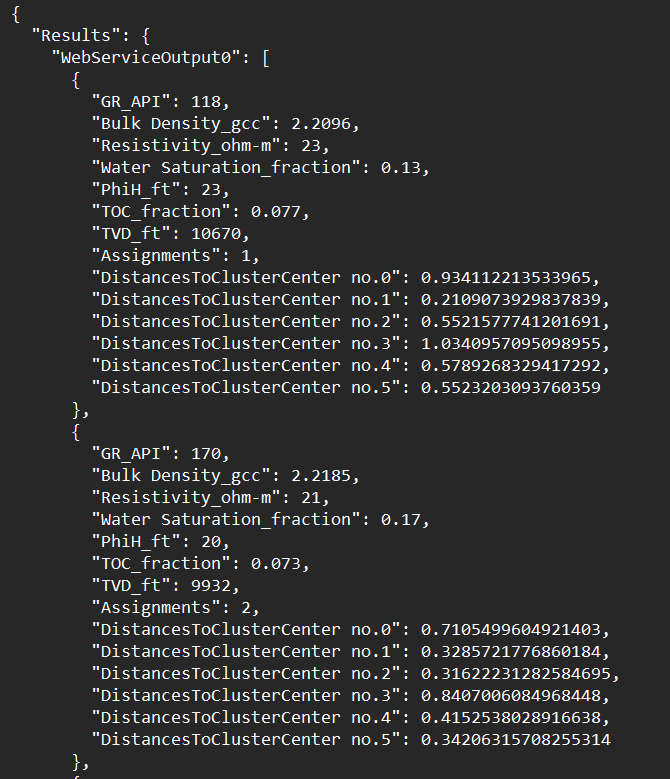 {
"Results": {
"WebServiceOutput0": [
{
"GR_API": 118,
"Bulk Density_gcc": 2.2096,
"Resistivity_ohm-m": 23,
"Water Saturation_fraction": 0.13,
"PhiH_ft": 23,
"TOC_fraction": 0.077,
"TVD_ft": 10670,
"Assignments": 1,
"DistancesToClusterCenter no.0": 0.934112213533965,
"DistancesToClusterCenter no.1": 0.2109073929837839,
"DistancesToClusterCenter no.2": 0.5521577741201691,
"DistancesToClusterCenter no.3": 1.0340957095098955,
"DistancesToClusterCenter no.4": 0.5789268329417292,
"DistancesToClusterCenter no.5": 0.5523203093760359
},
{
"GR_API": 170,
"Bulk Density_gcc": 2.2185,
"Resistivity_ohm-m": 21,
"Water Saturation_fraction": 0.17,
"PhiH_ft": 20,
"TOC_fraction": 0.073,
"TVD_ft": 9932,
"Assignments": 2,
"DistancesToClusterCenter no.0": 0.7105499604921403,
"DistancesToClusterCenter no.1": 0.3285721776860184,
"DistancesToClusterCenter no.2": 0.31622231282584695,
"DistancesToClusterCenter no.3": 0.8407006084968448,
"DistancesToClusterCenter no.4": 0.4152538028916638,
"DistancesToClusterCenter no.5": 0.34206315708255314
},